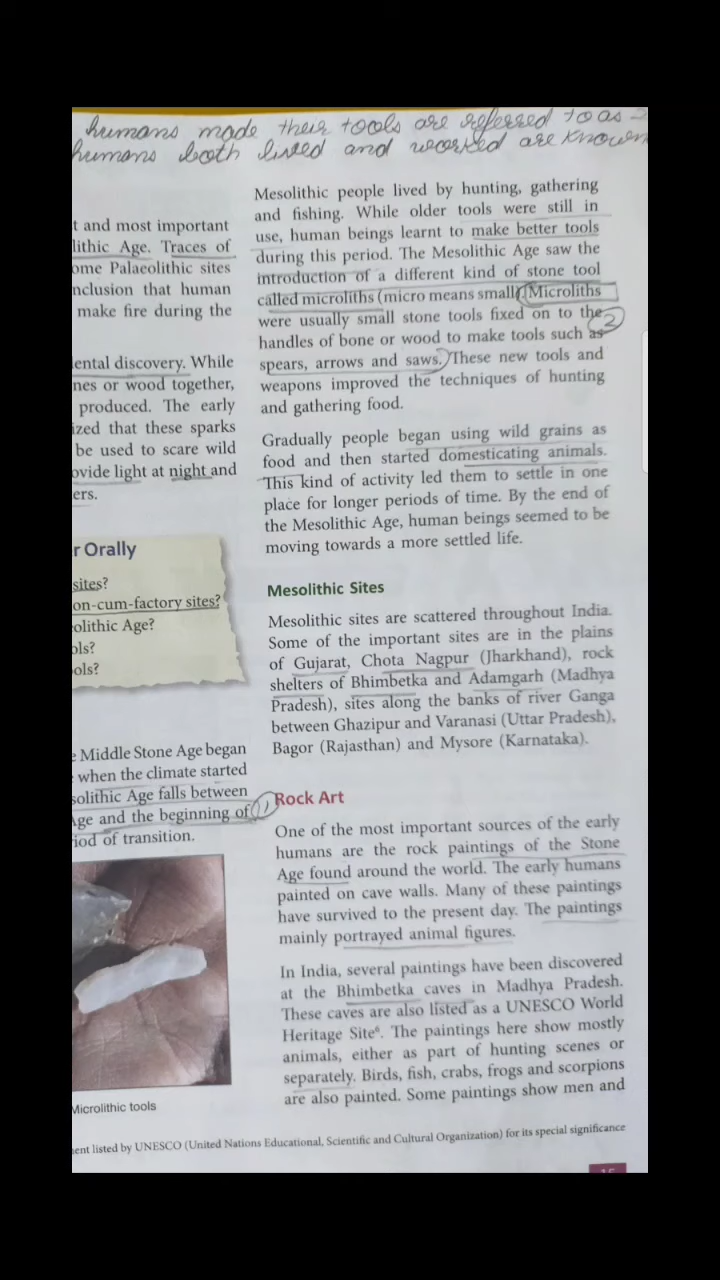 humans made their tools are referred to as
humans both lived and worked are known
t and most important
lithic Age. Traces of
ome Palaeolithic sites
nclusion that human
make fire during the
lental discovery. While
nes or wood together,
produced. The early
ized that these sparks
be used to scare wild
ovide light at night and
ers.
r Orally
sites?
on-cum-factory sites?
olithic Age?
ols?
ools?
e Middle Stone Age began
when the climate started
solithic Age falls between
Age and the beginning of
iod of transition.
Microlithic tools
Mesolithic people lived by hunting, gathering
and fishing. While older tools were still in
use, human beings learnt to make better tools
during this period. The Mesolithic Age saw the
introduction of a different kind of stone tool
called microliths (micro means small). Microliths
were usually small stone tools fixed on to the
2
handles of bone or wood to make tools such as
spears, arrows and saws. These new tools and
weapons improved the techniques of hunting
and gathering food.
Gradually people began using wild grains as
food and then started domesticating animals.
This kind of activity led them to settle in one
place for longer periods of time. By the end of
the Mesolithic Age, human beings seemed to be
moving towards a more settled life.
Mesolithic Sites
Mesolithic sites are scattered throughout India.
Some of the important sites are in the plains
of Gujarat, Chota Nagpur (Jharkhand), rock
shelters of Bhimbetka and Adamgarh (Madhya
Pradesh), sites along the banks of river Ganga
between Ghazipur and Varanasi (Uttar Pradesh),
Bagor (Rajasthan) and Mysore (Karnataka).
1
Rock Art
One of the most important sources of the early
humans are the rock paintings of the Stone
Age found around the world. The early humans
painted on cave walls. Many of these paintings
have survived to the present day. The paintings
mainly portrayed animal figures.
In India, several paintings have been discovered
at the Bhimbetka caves in Madhya Pradesh.
These caves are also listed as a UNESCO World
Heritage Site⁶. The paintings here show mostly
animals, either as part of hunting scenes or
separately. Birds, fish, crabs, frogs and scorpions
are also painted. Some paintings show men and
ent listed by UNESCO (United Nations Educational, Scientific and Cultural Organization) for its special significance
15